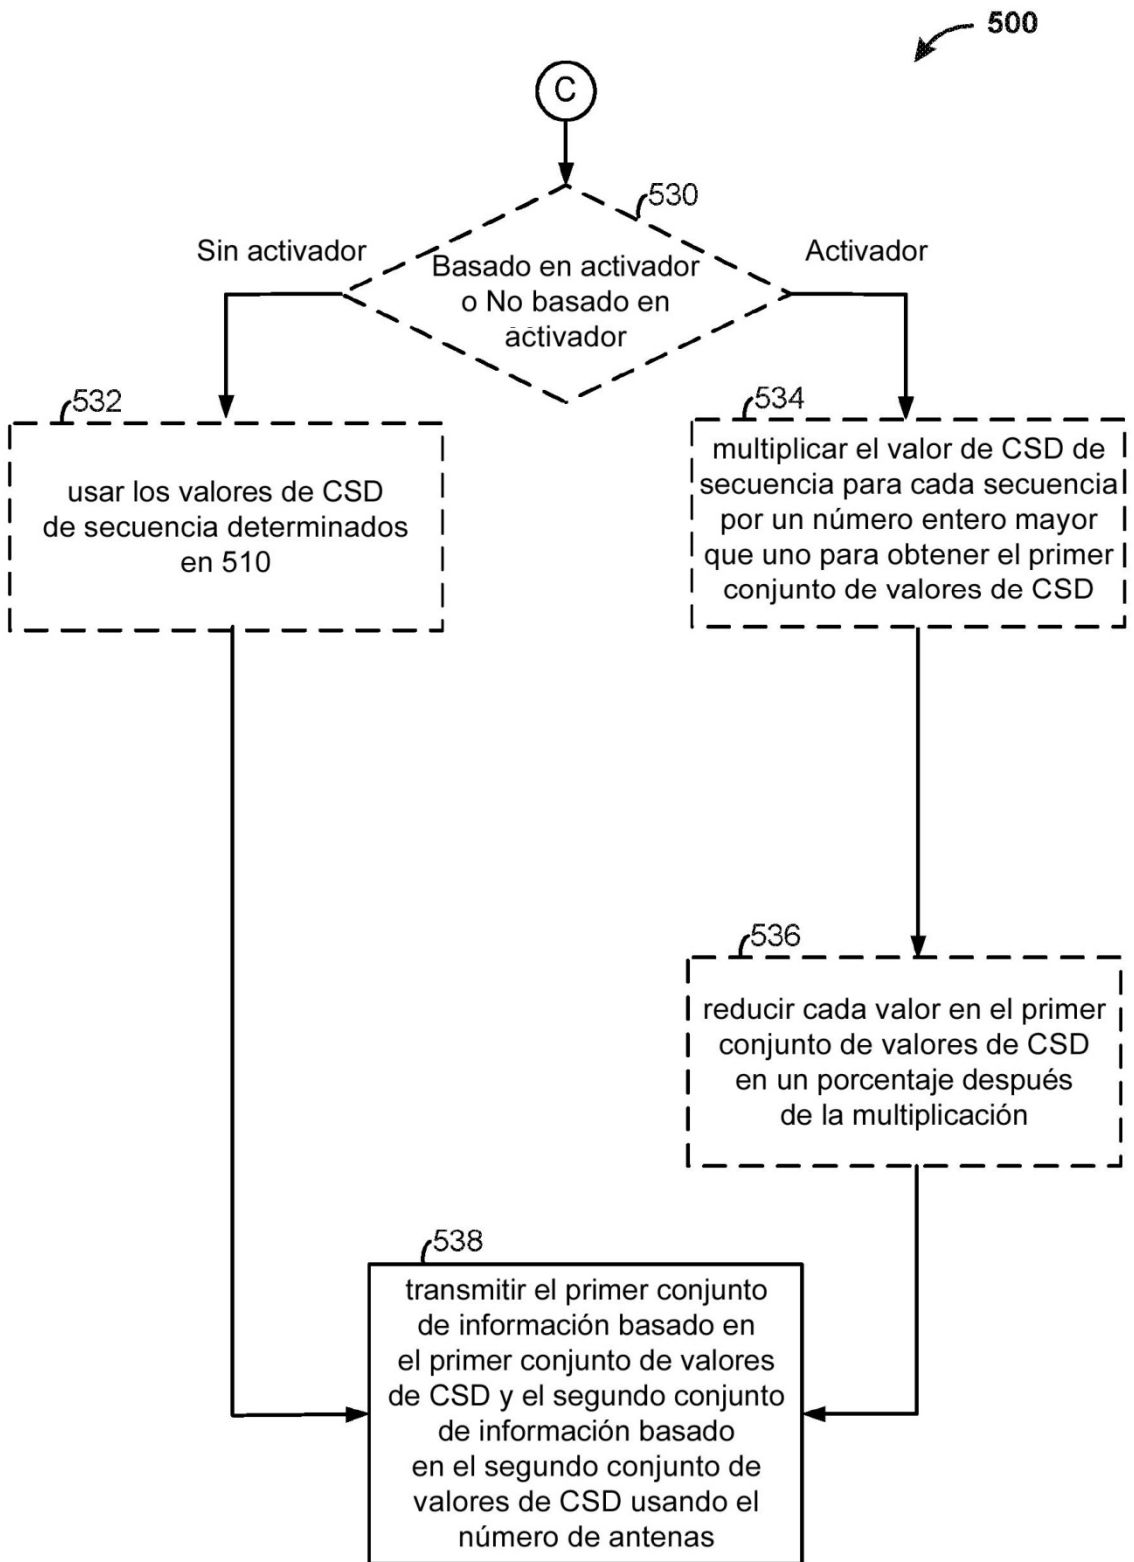 500
C
530
Sin activador
Basado en activador
o No basado en
activador
Activador
532
usar los valores de CSD
de secuencia determinados
en 510
534
multiplicar el valor de CSD de
secuencia para cada secuencia
por un número entero mayor
que uno para obtener el primer
conjunto de valores de CSD
536
reducir cada valor en el primer
conjunto de valores de CSD
en un porcentaje después
de la multiplicación
538
transmitir el primer conjunto
de información basado en
el primer conjunto de valores
de CSD y el segundo conjunto
de información basado
en el segundo conjunto de
valores de CSD usando el
número de antenas